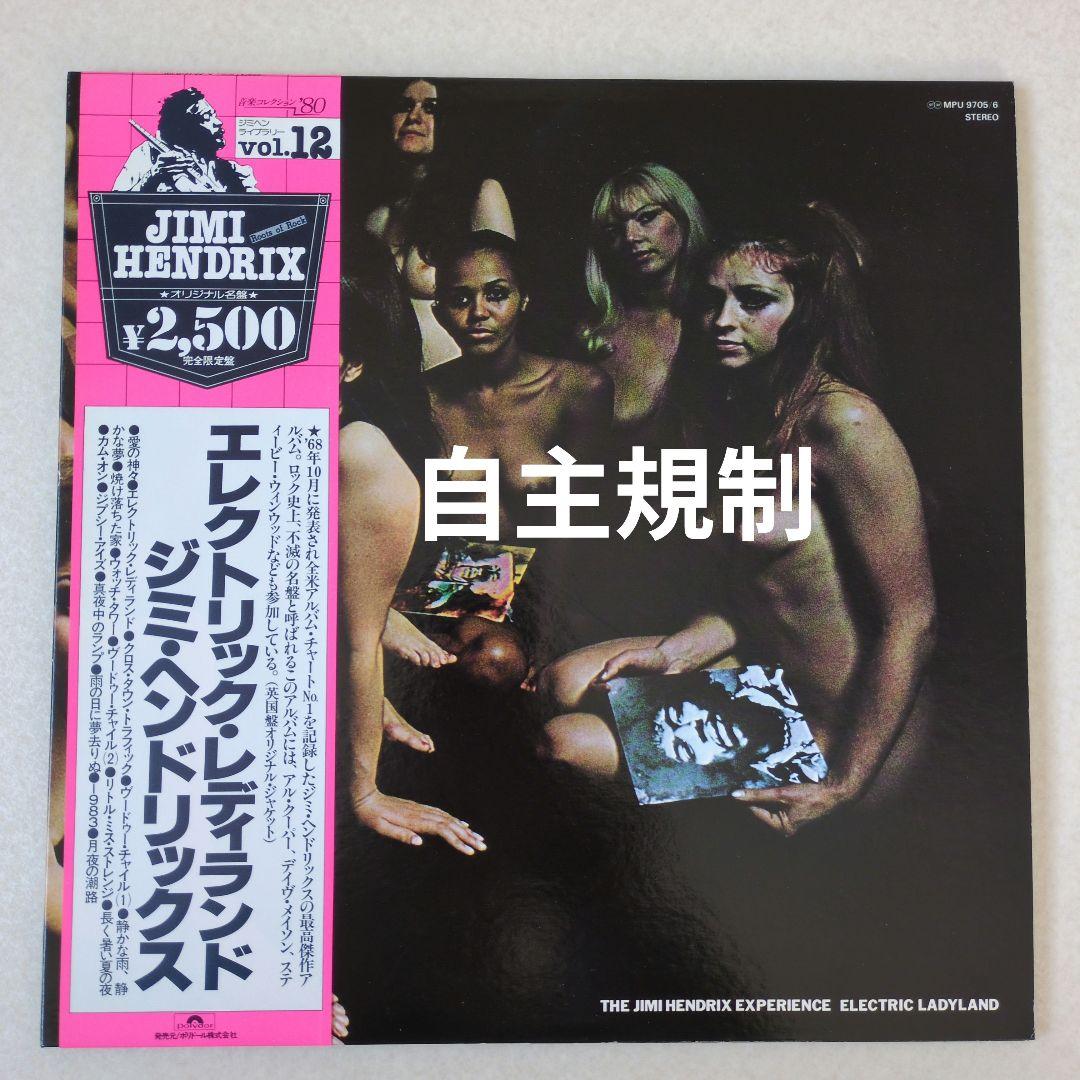 音楽コレクション'80
ジミヘン
ライブラリー
vol.12
JIMI
HENDRIX
Roots of Rock
★オリジナル名盤★
¥2,500
完全限定盤
エレクトリック・レディランド
ジミ・ヘンドリックス
★'68年10月に発表され全米アルバム・チャートNo.1を記録したジミ・ヘンドリックスの最高傑作ア
ルバム。ロック史上、不滅の名盤と呼ばれるこのアルバムには、アル・クーパー、デイヴ・メイソン、ステ
ィービー・ウィンウッドなども参加している。(英国盤オリジナル・ジャケット)
●愛の神々●エレクトリック・レディランド●クロス・タウン・トラフィック●ヴードゥー・チャイル(1)●静かな雨、静
かな夢●焼け落ちた家●ウォッチ・タワー●ヴードゥー・チャイル(2)●リトル・ミス・ストレンジ●長く暑い夏の夜
●カム・オン●ジプシー・アイズ●真夜中のランプ●雨の日に夢去りぬ●1983●月夜の潮路
polydor
発売元/ポリドール株式会社
MPU 9705/6
STEREO
自主規制
THE JIMI HENDRIX EXPERIENCE ELECTRIC LADYLAND